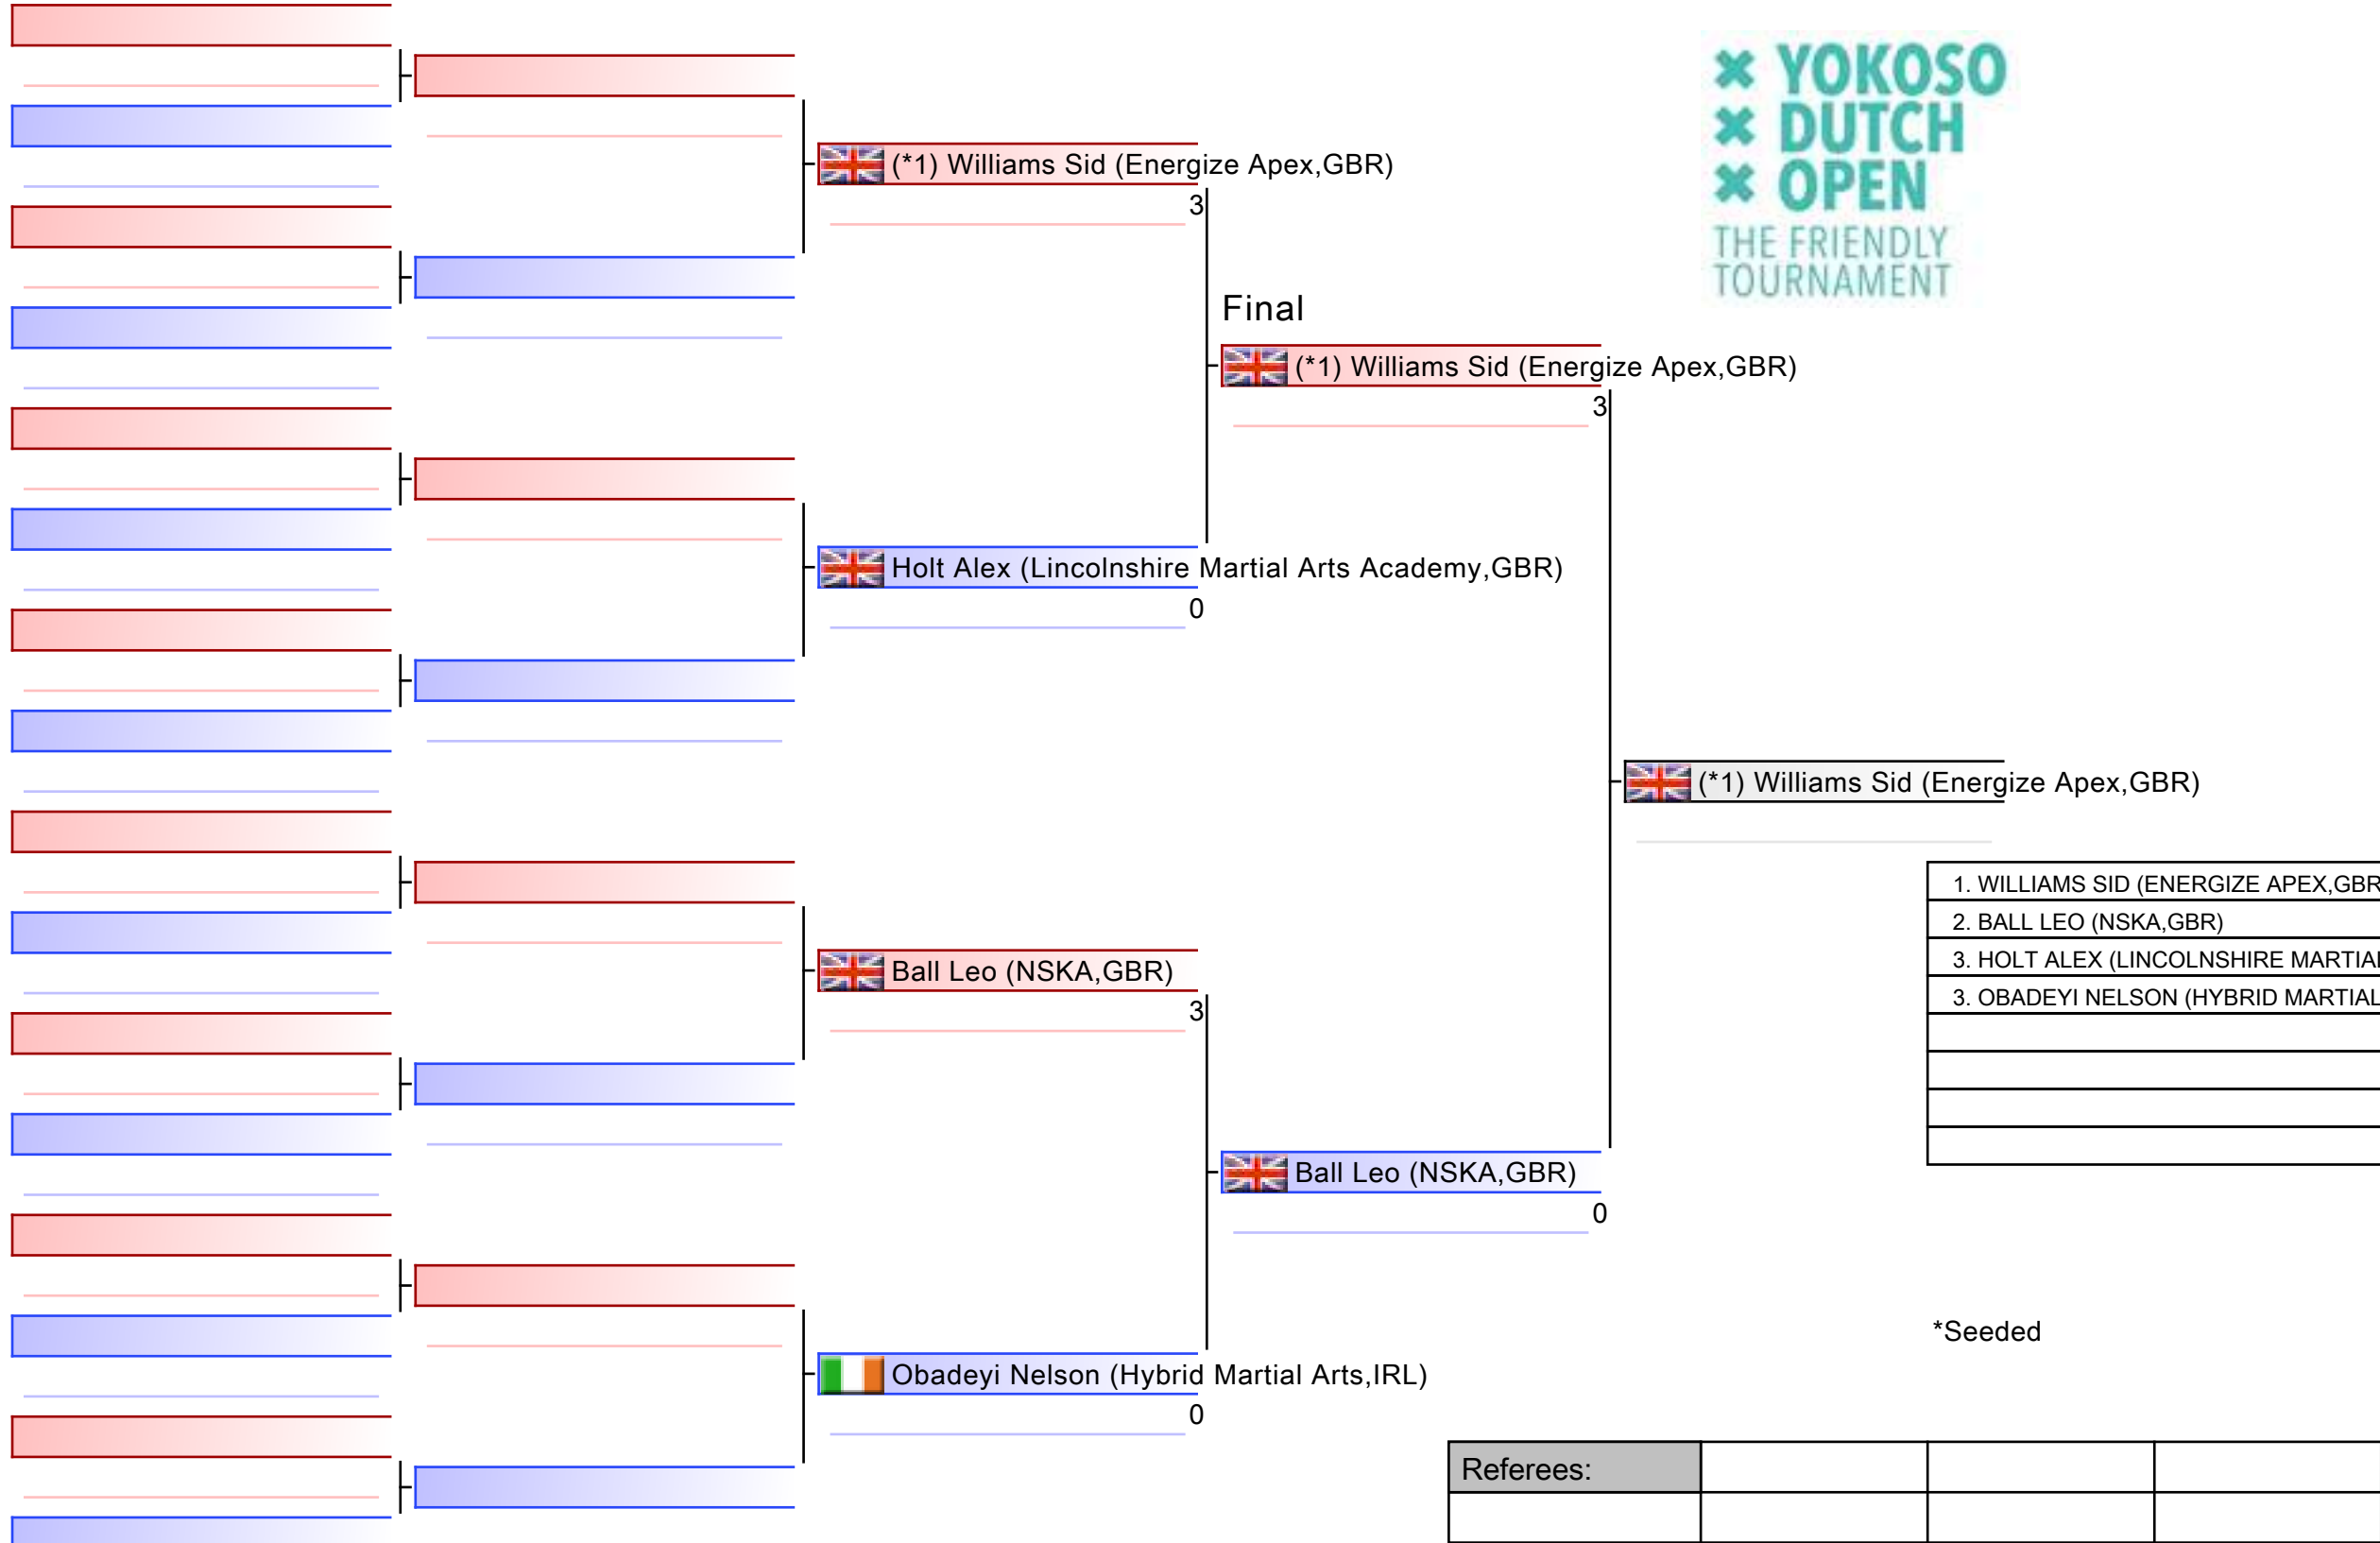 YOKOSO
DUTCH
OPEN
THE FRIENDLY
TOURNAMENT
(*1) Williams Sid (Energize Apex,GBR)
3
Final
(*1) Williams Sid (Energize Apex,GBR)
3
Holt Alex (Lincolnshire Martial Arts Academy,GBR)
0
(*1) Williams Sid (Energize Apex,GBR)
1. WILLIAMS SID (ENERGIZE APEX,GBR
2. BALL LEO (NSKA,GBR)
3. HOLT ALEX (LINCOLNSHIRE MARTIAL
3. OBADEYI NELSON (HYBRID MARTIAL
Ball Leo (NSKA,GBR)
3
Ball Leo (NSKA,GBR)
0
*Seeded
Obadeyi Nelson (Hybrid Martial Arts,IRL)
0
Referees: